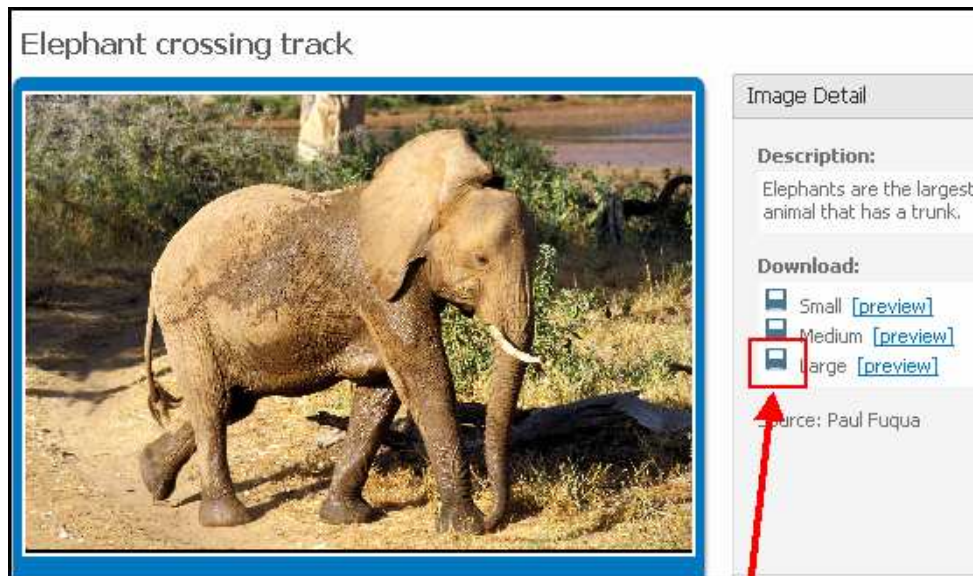 Elephant crossing track
Image Detail
Description:
Elephants are the largest
animal that has a trunk.
Download:
Small [preview]
Medium [preview]
Large [preview]
Source: Paul Fuqua